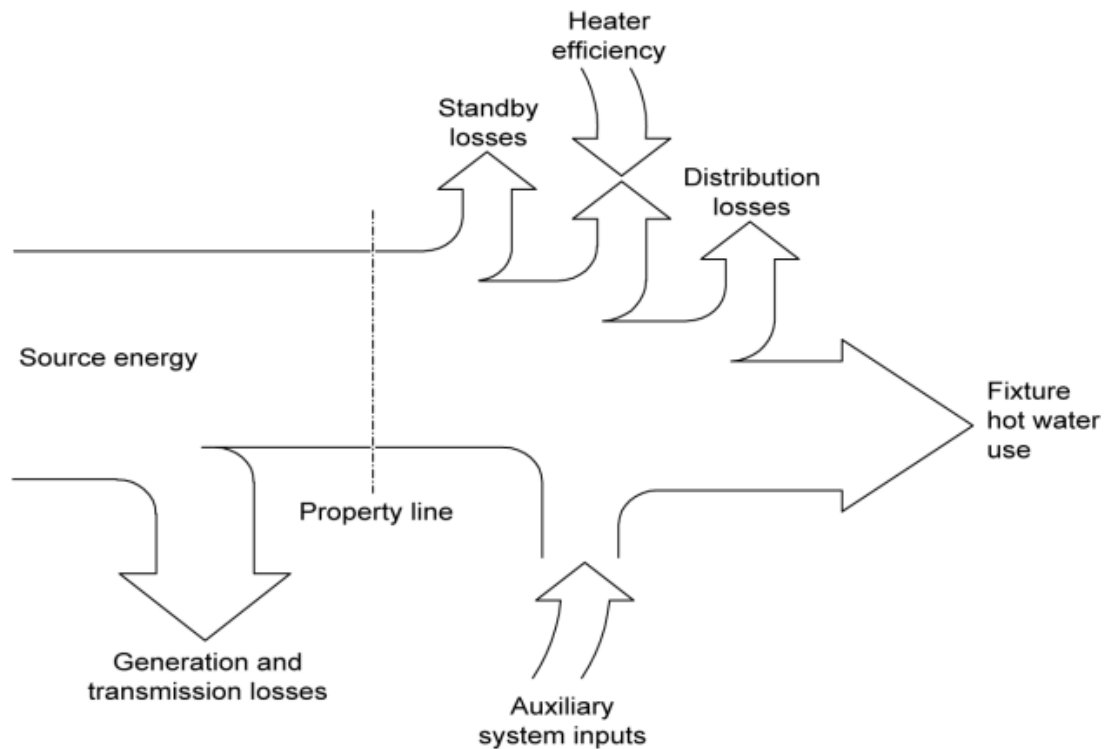 Heater
efficiency
Standby
losses
Distribution
losses
Source energy
Fixture
hot water
use
Property line
Generation and
transmission losses
Auxiliary
system inputs